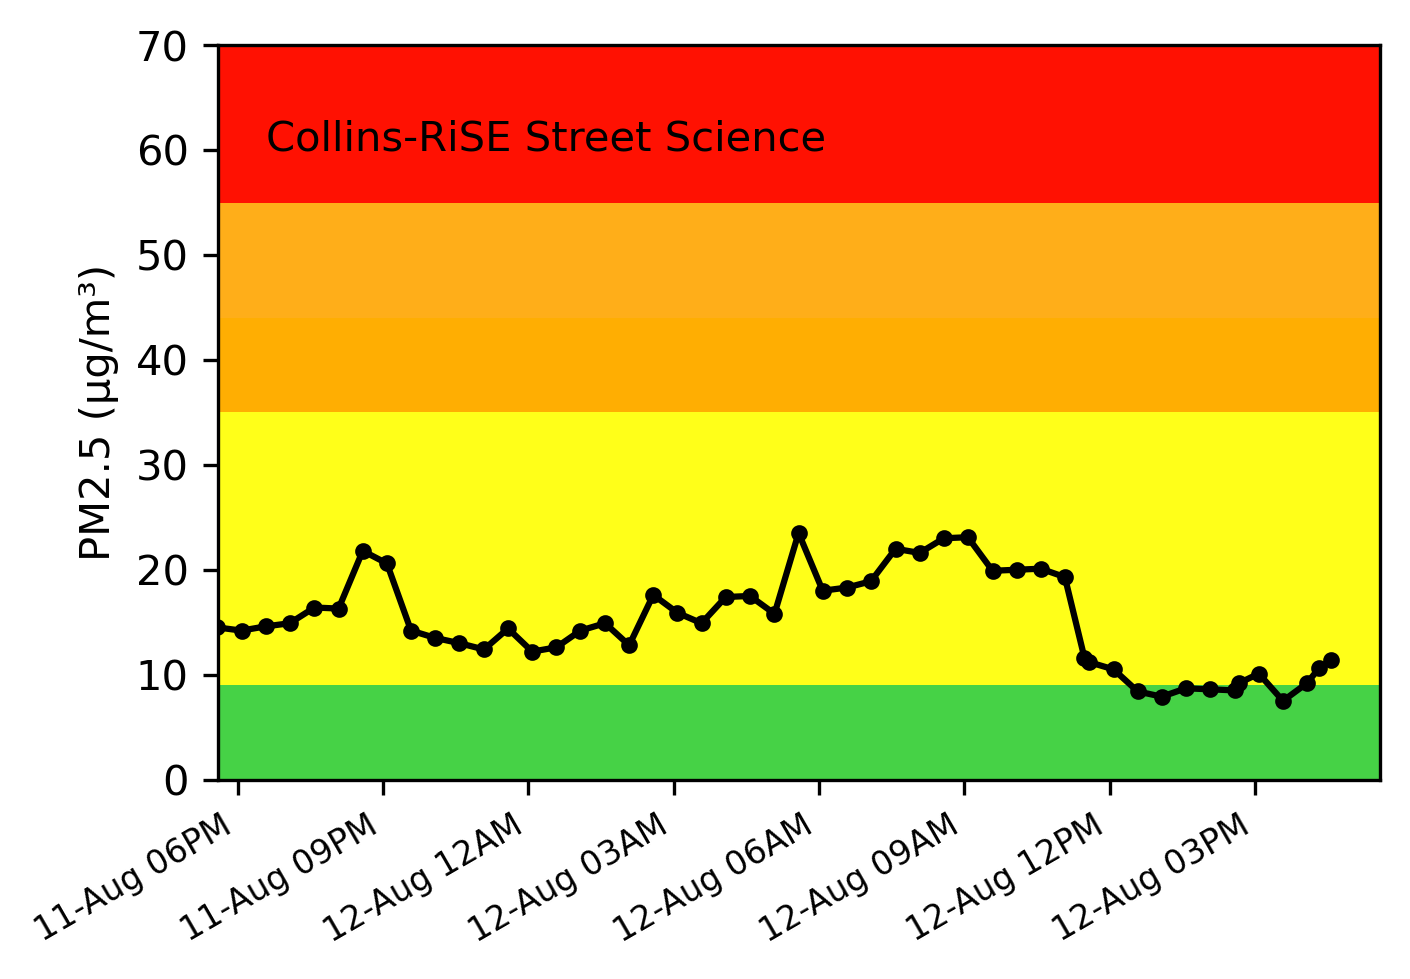 70
Collins-RiSE Street Science
60
50
40
30
20
10
0
PM2.5 (µg/m³)
11-Aug 06PM
11-Aug 09PM
12-Aug 12AM
12-Aug 03AM
12-Aug 06AM
12-Aug 09AM
12-Aug 12PM
12-Aug 03PM